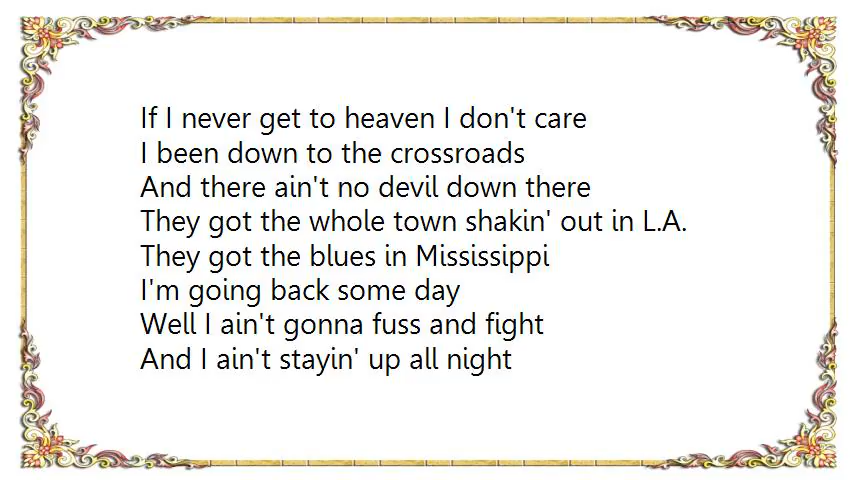 If I never get to heaven I don't care
I been down to the crossroads
And there ain't no devil down there
They got the whole town shakin' out in L.A.
They got the blues in Mississippi
I'm going back some day
Well I ain't gonna fuss and fight
And I ain't stayin' up all night